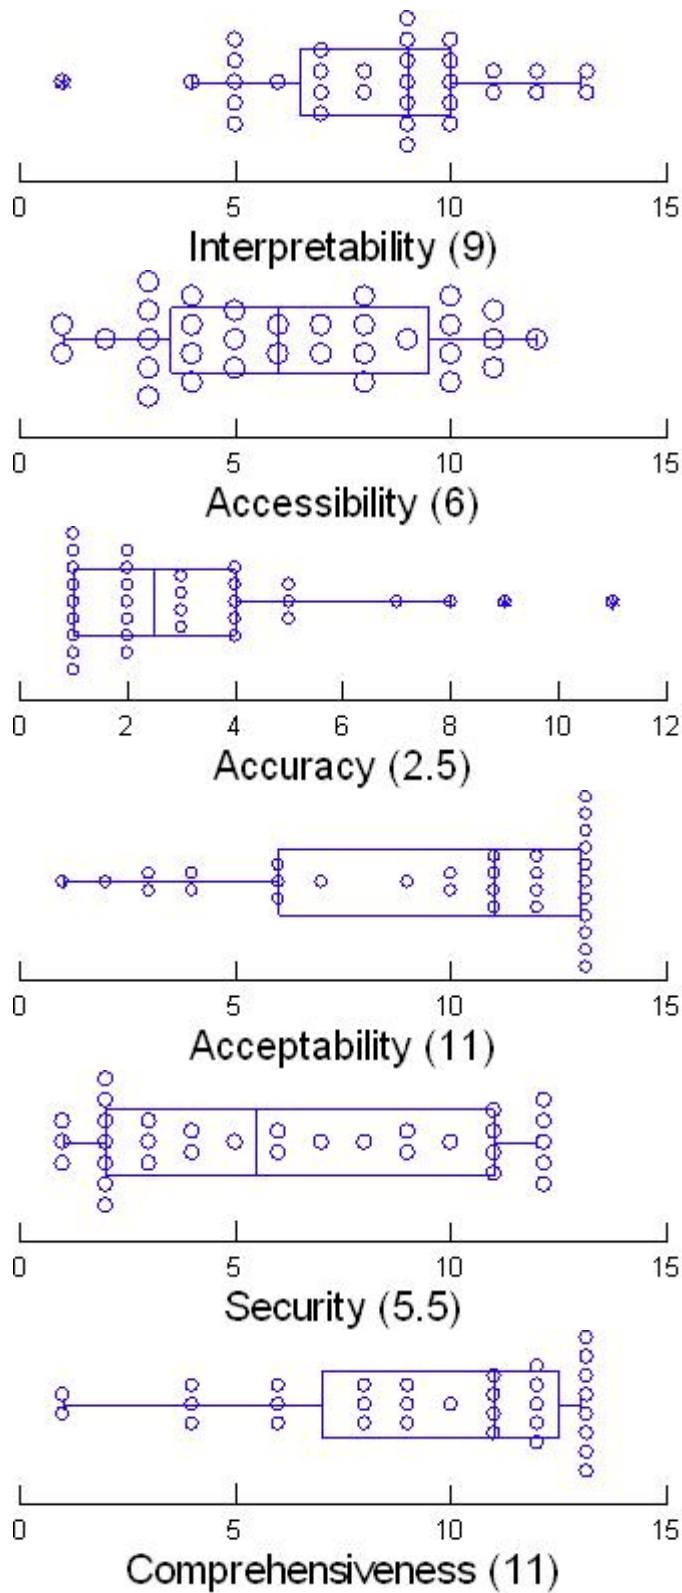 0 5 10 15
Interpretability (9)
0 5 10 15
Accessibility (6)
0 2 4 6 8 10 12
Accuracy (2.5)
0 5 10 15
Acceptability (11)
0 5 10 15
Security (5.5)
0 5 10 15
Comprehensiveness (11)